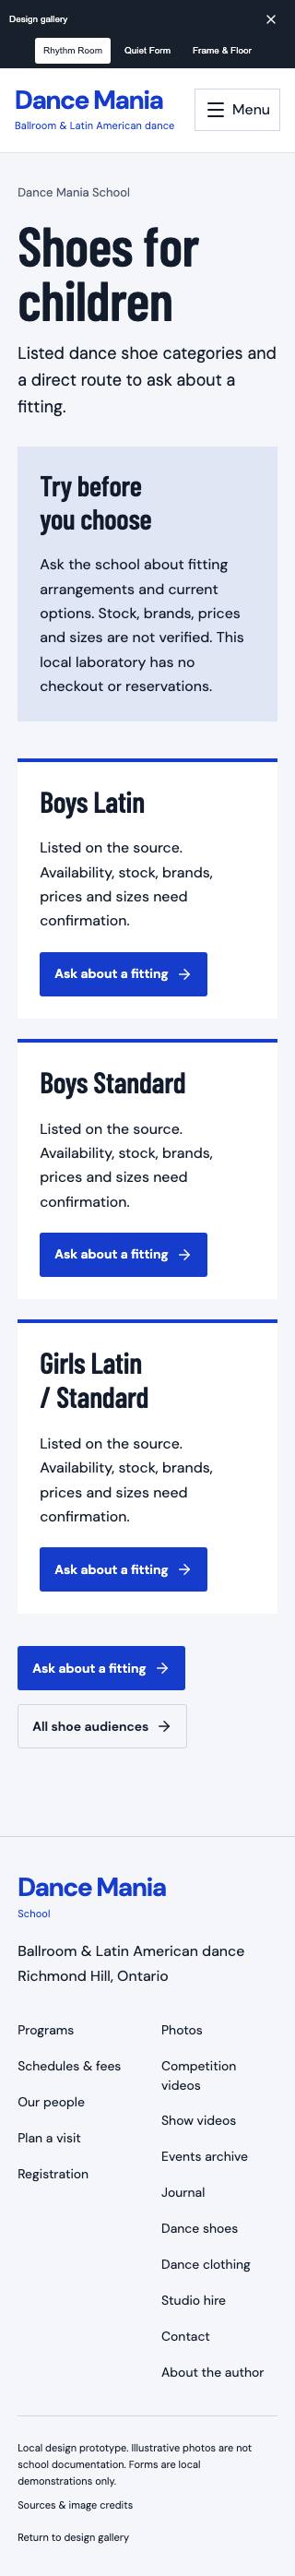 Design gallery
Rhythm Room Quiet Form Frame & Floor
Dance Mania
Ballroom & Latin American dance
Menu
Dance Mania School
Shoes for
children
Listed dance shoe categories and
a direct route to ask about a
fitting.
Try before
you choose
Ask the school about fitting
arrangements and current
options. Stock, brands, prices
and sizes are not verified. This
local laboratory has no
checkout or reservations.
Boys Latin
Listed on the source.
Availability, stock, brands,
prices and sizes need
confirmation.
Ask about a fitting
Boys Standard
Listed on the source.
Availability, stock, brands,
prices and sizes need
confirmation.
Ask about a fitting
Girls Latin
/ Standard
Listed on the source.
Availability, stock, brands,
prices and sizes need
confirmation.
Ask about a fitting
Ask about a fitting
All shoe audiences
Dance Mania
School
Ballroom & Latin American dance
Richmond Hill, Ontario
Programs
Schedules & fees
Our people
Plan a visit
Registration
Photos
Competition
videos
Show videos
Events archive
Journal
Dance shoes
Dance clothing
Studio hire
Contact
About the author
Local design prototype. Illustrative photos are not
school documentation. Forms are local
demonstrations only.
Sources & image credits
Return to design gallery